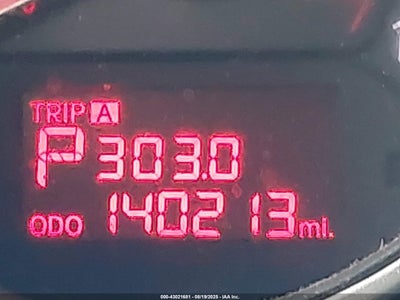 TRIP A
P 303.0
ODO 140213 mi.
000-43021681 - 08/19/2025 - IAA Inc.